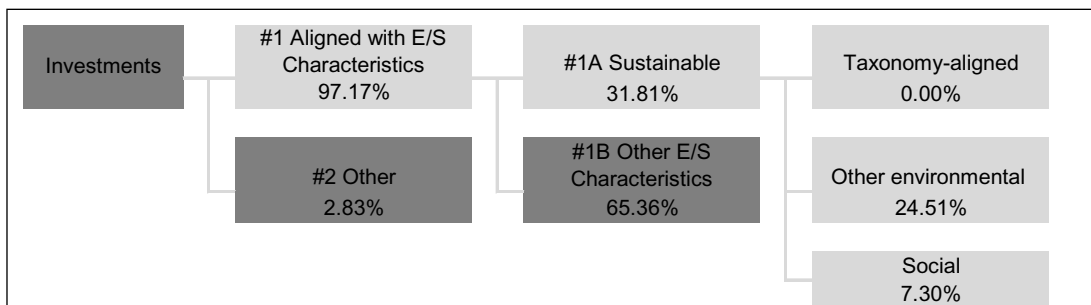 Investments
#1 Aligned with E/S
Characteristics
97.17%
#1A Sustainable
31.81%
Taxonomy-aligned
0.00%
#2 Other
2.83%
#1B Other E/S
Characteristics
65.36%
Other environmental
24.51%
Social
7.30%